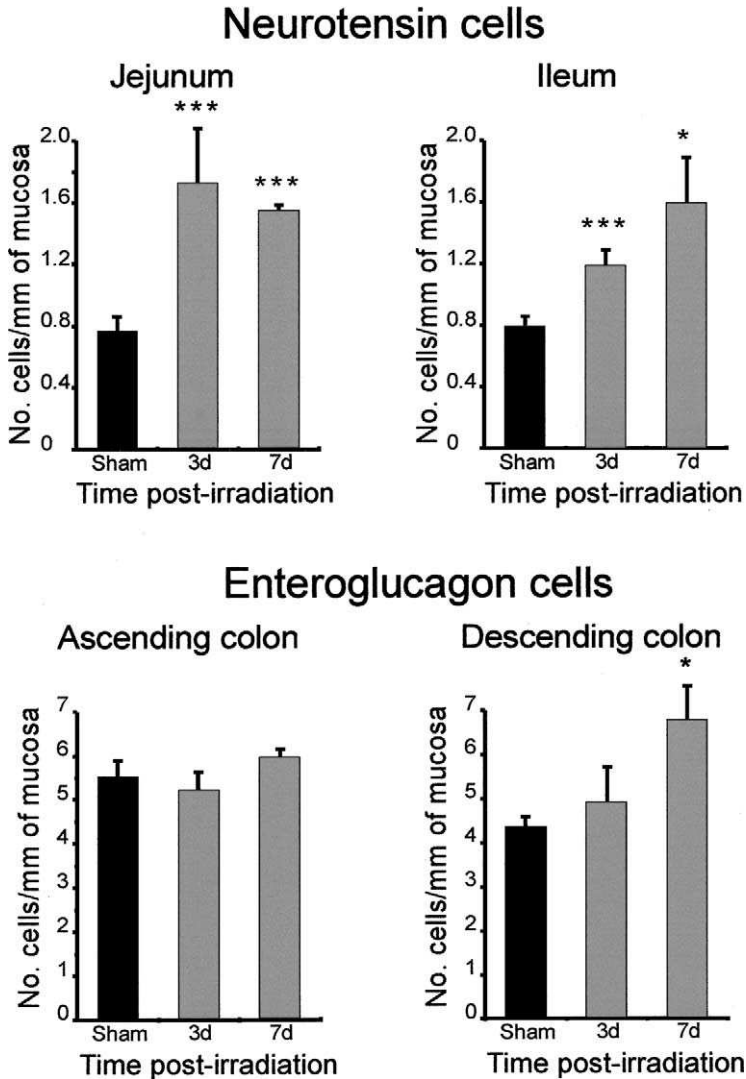 Neurotensin cells
Jejunum
***
***
2.0
1.6
1.2
0.8
0.4
0
No. cells/mm of mucosa
Sham 3d 7d
Time post-irradiation
Ileum
*
***
2.0
1.6
1.2
0.8
0.4
0
No. cells/mm of mucosa
Sham 3d 7d
Time post-irradiation
Enteroglucagon cells
Ascending colon
7
6
5
4
3
2
1
0
No. cells/mm of mucosa
Sham 3d 7d
Time post-irradiation
Descending colon
*
7
6
5
4
3
2
1
0
No. cells/mm of mucosa
Sham 3d 7d
Time post-irradiation